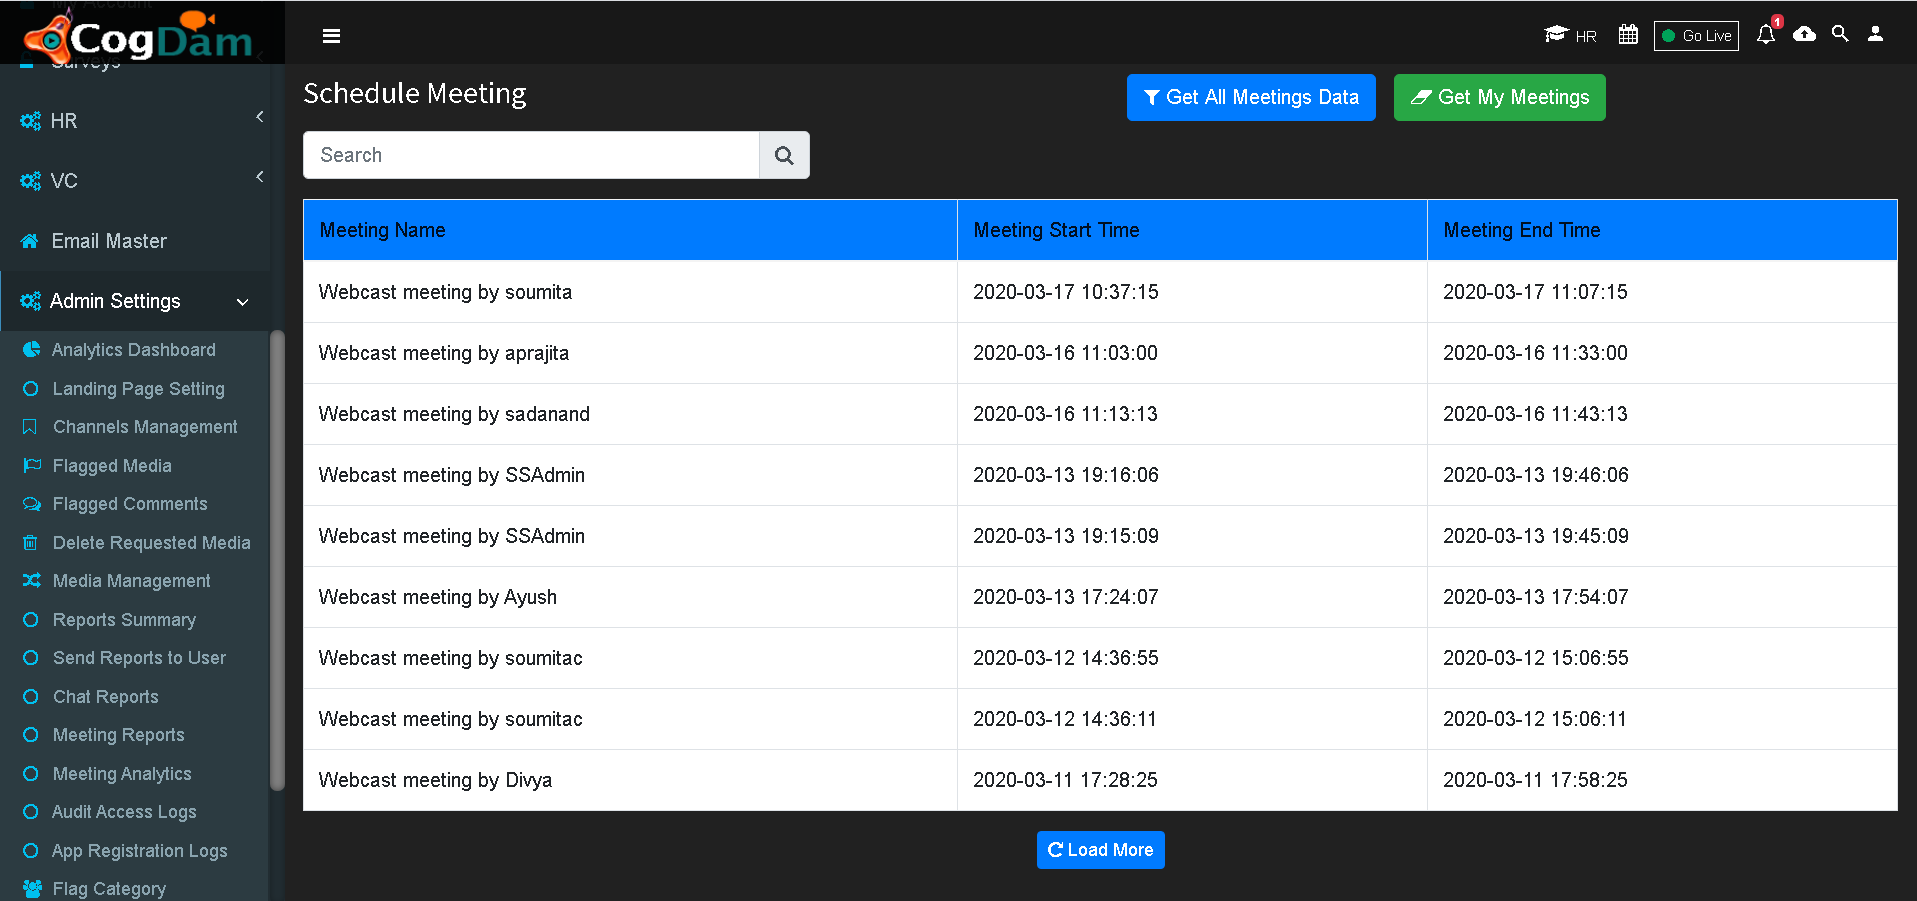 My Account
CogDam
HR
Go Live
1
Surveys
HR
VC
Email Master
Admin Settings
Analytics Dashboard
Landing Page Setting
Channels Management
Flagged Media
Flagged Comments
Delete Requested Media
Media Management
Reports Summary
Send Reports to User
Chat Reports
Meeting Reports
Meeting Analytics
Audit Access Logs
App Registration Logs
Flag Category
Schedule Meeting
Get All Meetings Data
Get My Meetings
Search
Meeting Name Meeting Start Time Meeting End Time
Webcast meeting by soumita 2020-03-17 10:37:15 2020-03-17 11:07:15
Webcast meeting by aprajita 2020-03-16 11:03:00 2020-03-16 11:33:00
Webcast meeting by sadanand 2020-03-16 11:13:13 2020-03-16 11:43:13
Webcast meeting by SSAdmin 2020-03-13 19:16:06 2020-03-13 19:46:06
Webcast meeting by SSAdmin 2020-03-13 19:15:09 2020-03-13 19:45:09
Webcast meeting by Ayush 2020-03-13 17:24:07 2020-03-13 17:54:07
Webcast meeting by soumitac 2020-03-12 14:36:55 2020-03-12 15:06:55
Webcast meeting by soumitac 2020-03-12 14:36:11 2020-03-12 15:06:11
Webcast meeting by Divya 2020-03-11 17:28:25 2020-03-11 17:58:25
Load More